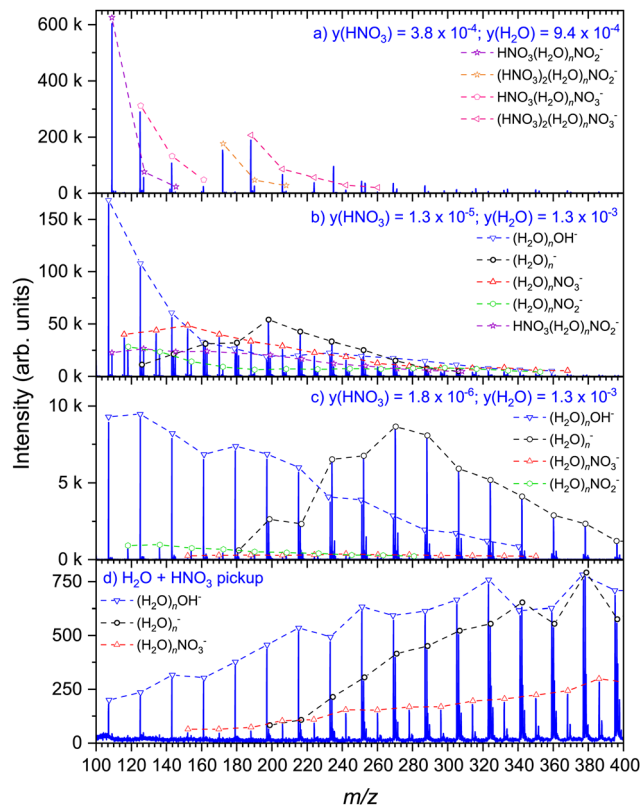 a) y(HNO₃) = 3.8 x 10⁻⁴; y(H₂O) = 9.4 x 10⁻⁴
HNO₃(H₂O)ₙNO₂⁻
(HNO₃)₂(H₂O)ₙNO₂⁻
HNO₃(H₂O)ₙNO₃⁻
(HNO₃)₂(H₂O)ₙNO₃⁻
600 k
400 k
200 k
0 k
b) y(HNO₃) = 1.3 x 10⁻⁵; y(H₂O) = 1.3 x 10⁻³
(H₂O)ₙOH⁻
(H₂O)ₙ⁻
(H₂O)ₙNO₃⁻
(H₂O)ₙNO₂⁻
HNO₃(H₂O)ₙNO₂⁻
150 k
100 k
50 k
0 k
Intensity (arb. units)
c) y(HNO₃) = 1.8 x 10⁻⁶; y(H₂O) = 1.3 x 10⁻³
(H₂O)ₙOH⁻
(H₂O)ₙ⁻
(H₂O)ₙNO₃⁻
(H₂O)ₙNO₂⁻
10 k
5 k
0 k
d) H₂O + HNO₃ pickup
(H₂O)ₙOH⁻
(H₂O)ₙ⁻
(H₂O)ₙNO₃⁻
750
500
250
0
100 120 140 160 180 200 220 240 260 280 300 320 340 360 380 400
m/z